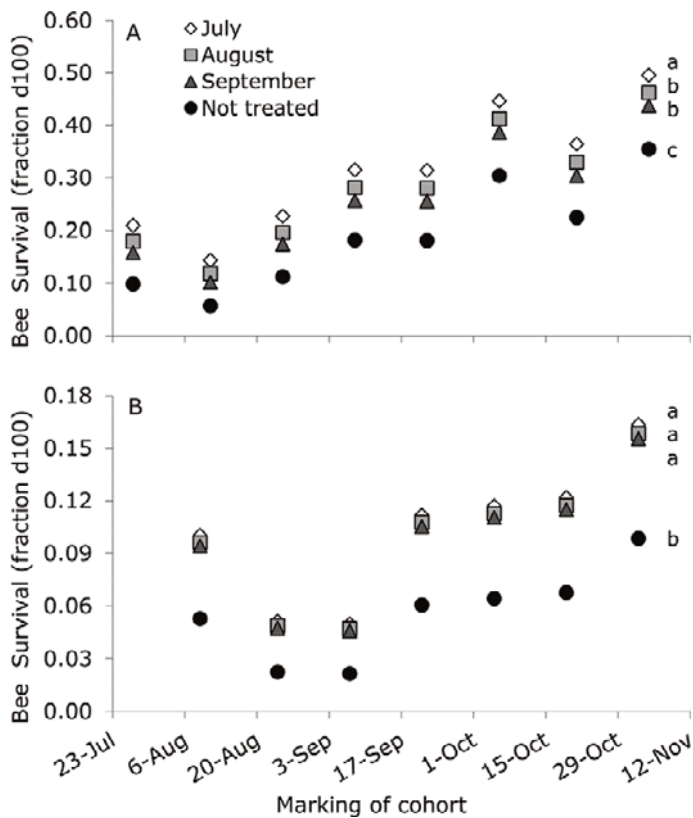 A
July
August
September
Not treated
Bee Survival (fraction d100)
0.60
0.50
0.40
0.30
0.20
0.10
0.00
a
b
b
c
B
Bee Survival (fraction d100)
0.18
0.15
0.12
0.09
0.06
0.03
0.00
a
a
a
b
23-Jul 6-Aug 20-Aug 3-Sep 17-Sep 1-Oct 15-Oct 29-Oct 12-Nov
Marking of cohort